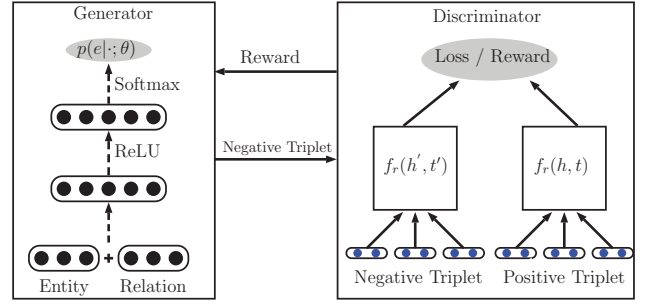 Generator
p(e|·; θ)
Softmax
ReLU
+
Entity Relation
Reward
Negative Triplet
Discriminator
Loss / Reward
f_r(h′, t′)
f_r(h, t)
Negative Triplet Positive Triplet